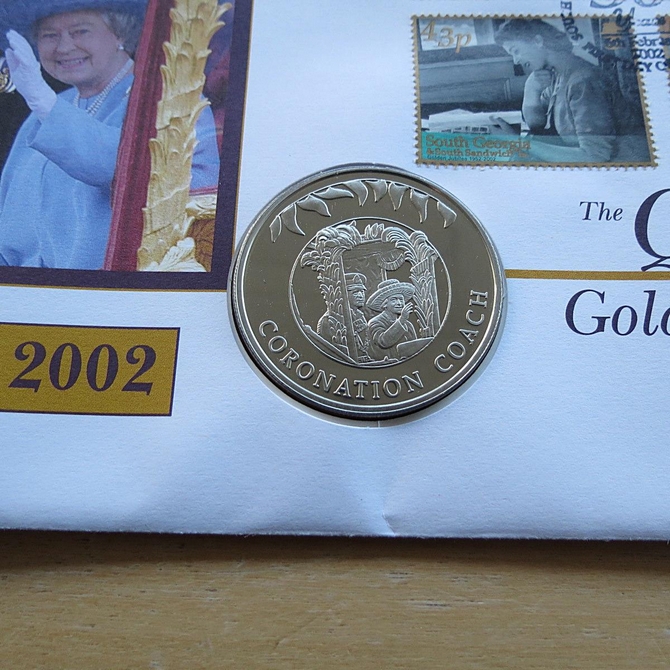 43p
South Georgia
& South Sandwich
The Q
Gold
2002
CORONATION COACH